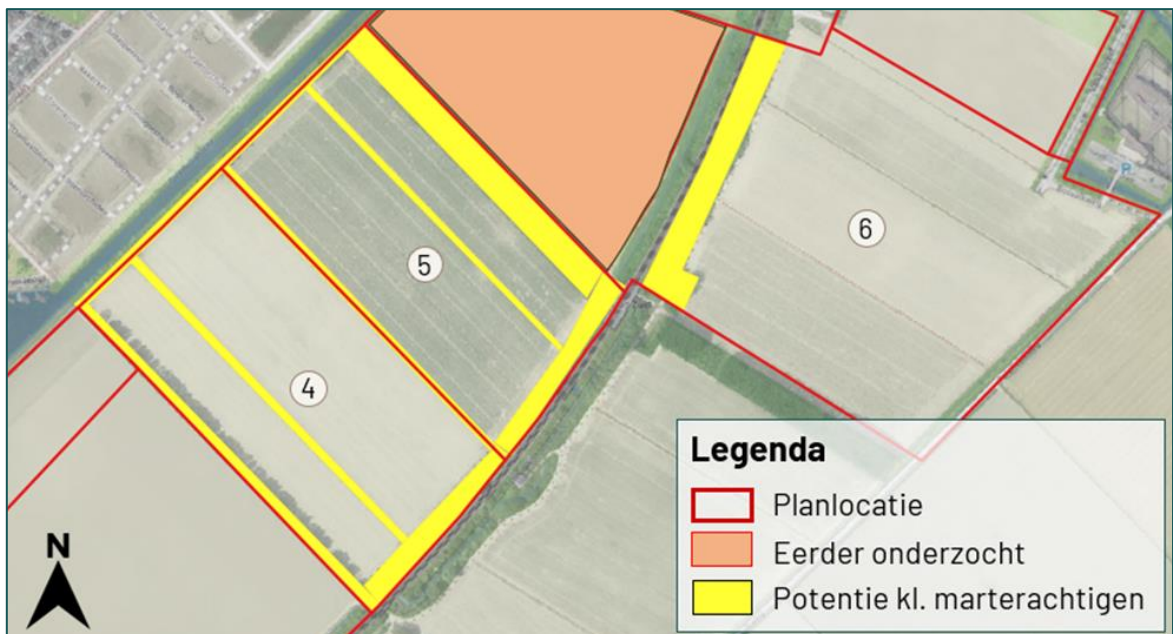 P
6
5
4
N
Legenda
Planlocatie
Eerder onderzocht
Potentie kl. marterachtigen